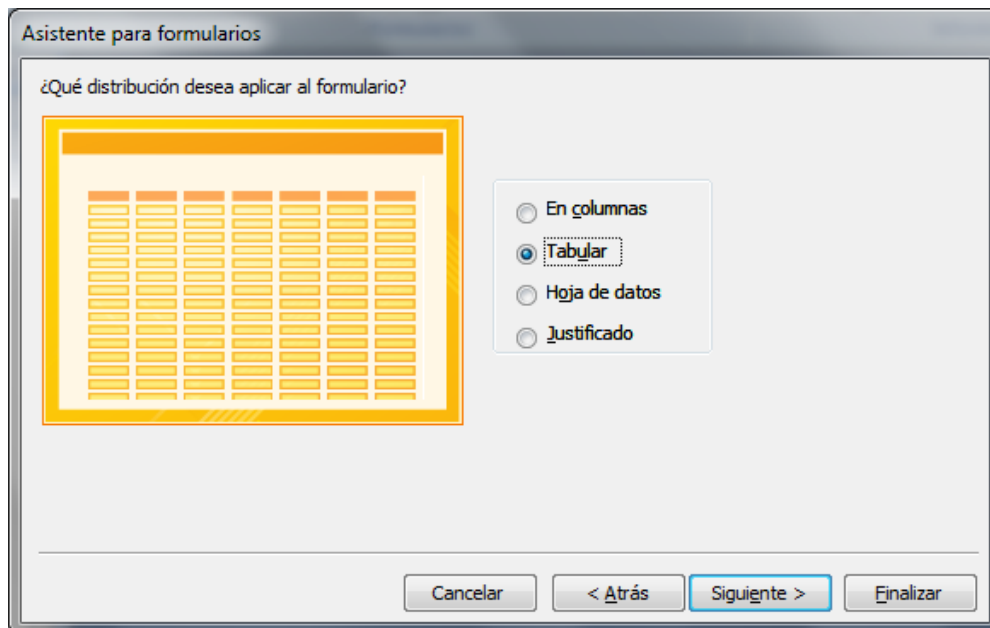 Asistente para formularios
¿Qué distribución desea aplicar al formulario?
En columnas
Tabular
Hoja de datos
Justificado
Cancelar
< Atrás
Siguiente >
Finalizar